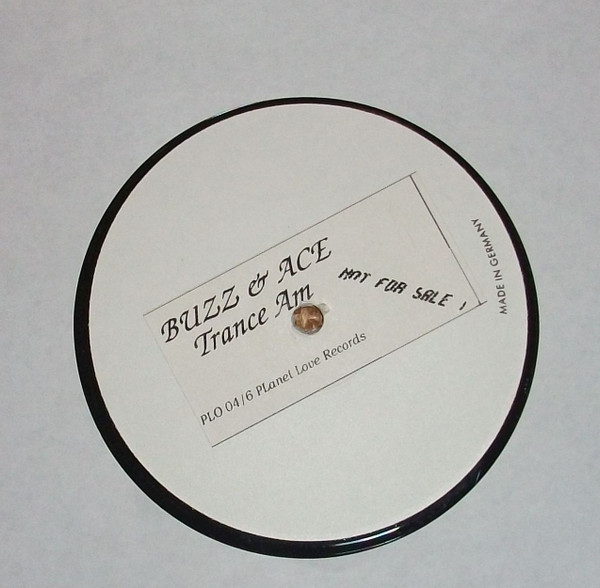 BUZZ & ACE
Trance Am
NOT FOR SALE !
PLO 04/6 PLanet Love Records
MADE IN GERMANY